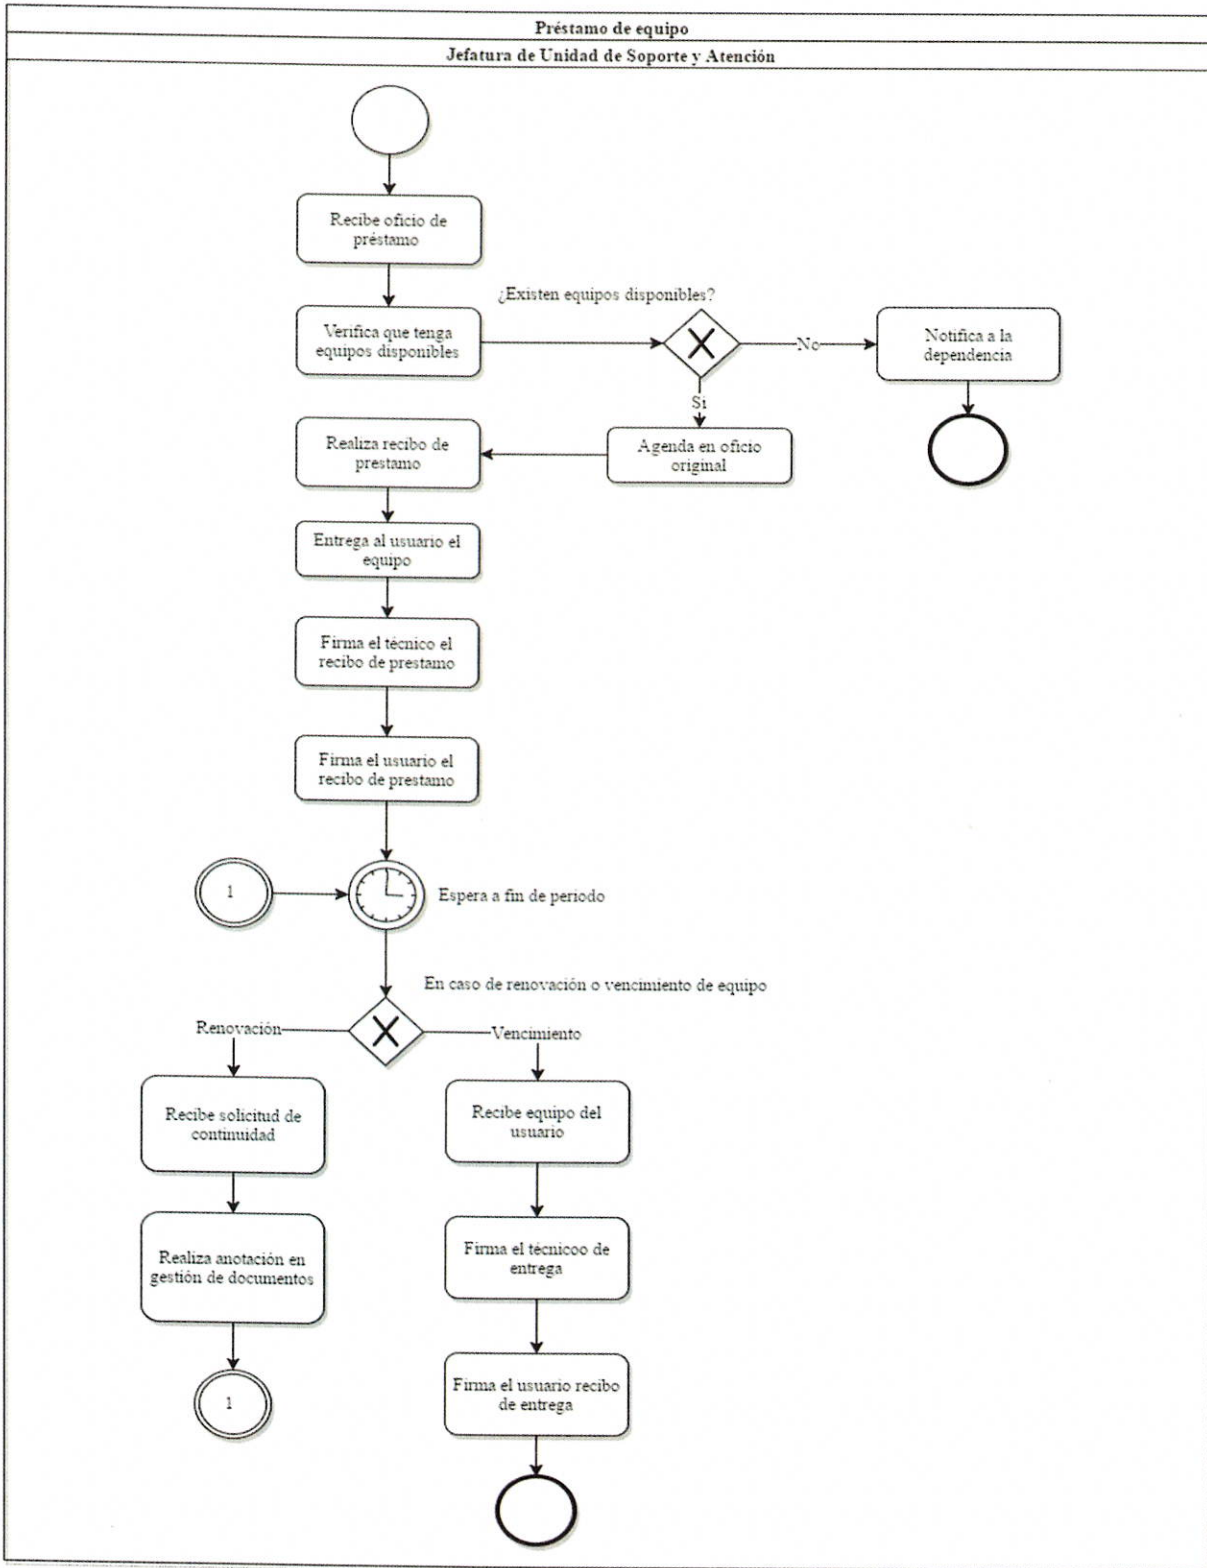 Préstamo de equipo
Jefatura de Unidad de Soporte y Atención
Recibe oficio de
préstamo
¿Existen equipos disponibles?
Verifica que tenga
equipos disponibles
No
Notifica a la
dependencia
Si
Realiza recibo de
prestamo
Agenda en oficio
original
Entrega al usuario el
equipo
Firma el técnico el
recibo de prestamo
Firma el usuario el
recibo de prestamo
1
Espera a fin de periodo
En caso de renovación o vencimiento de equipo
Renovación
Vencimiento
Recibe solicitud de
continuidad
Recibe equipo del
usuario
Realiza anotación en
gestión de documentos
Firma el técnicoo de
entrega
1
Firma el usuario recibo
de entrega